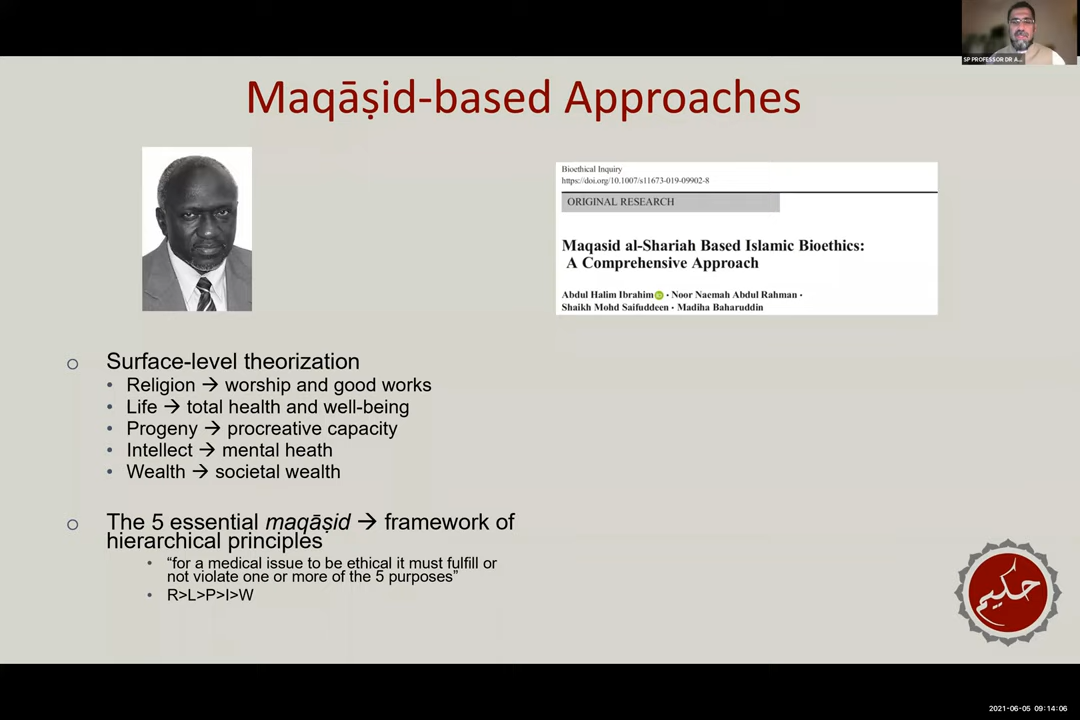 SP PROFESSOR DR A...
Maqāṣid-based Approaches
Bioethical Inquiry
https://doi.org/10.1007/s11673-019-09902-8
ORIGINAL RESEARCH
Maqasid al-Shariah Based Islamic Bioethics:
A Comprehensive Approach
Abdul Halim Ibrahim · Noor Naemah Abdul Rahman ·
Shaikh Mohd Saifuddeen · Madiha Baharuddin
○ Surface-level theorization
• Religion → worship and good works
• Life → total health and well-being
• Progeny → procreative capacity
• Intellect → mental heath
• Wealth → societal wealth
○ The 5 essential maqāṣid → framework of
hierarchical principles
• “for a medical issue to be ethical it must fulfill or
not violate one or more of the 5 purposes”
• R>L>P>I>W
حكيم
2021-06-05 09:14:06